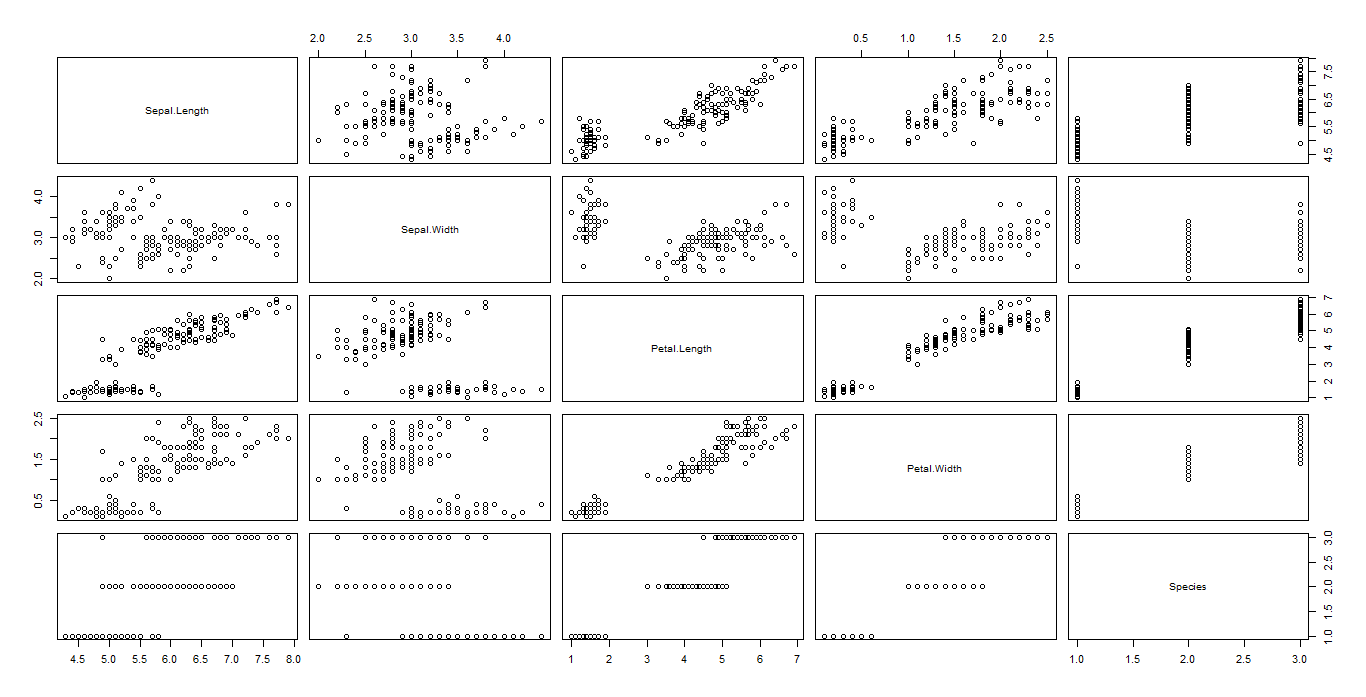 2.0 2.5 3.0 3.5 4.0
0.5 1.0 1.5 2.0 2.5
Sepal.Length
4.5 5.5 6.5 7.5
2.0 3.0 4.0
Sepal.Width
Petal.Length
1 2 3 4 5 6 7
0.5 1.5 2.5
Petal.Width
Species
1.0 1.5 2.0 2.5 3.0
4.5 5.0 5.5 6.0 6.5 7.0 7.5 8.0
1 2 3 4 5 6 7
1.0 1.5 2.0 2.5 3.0